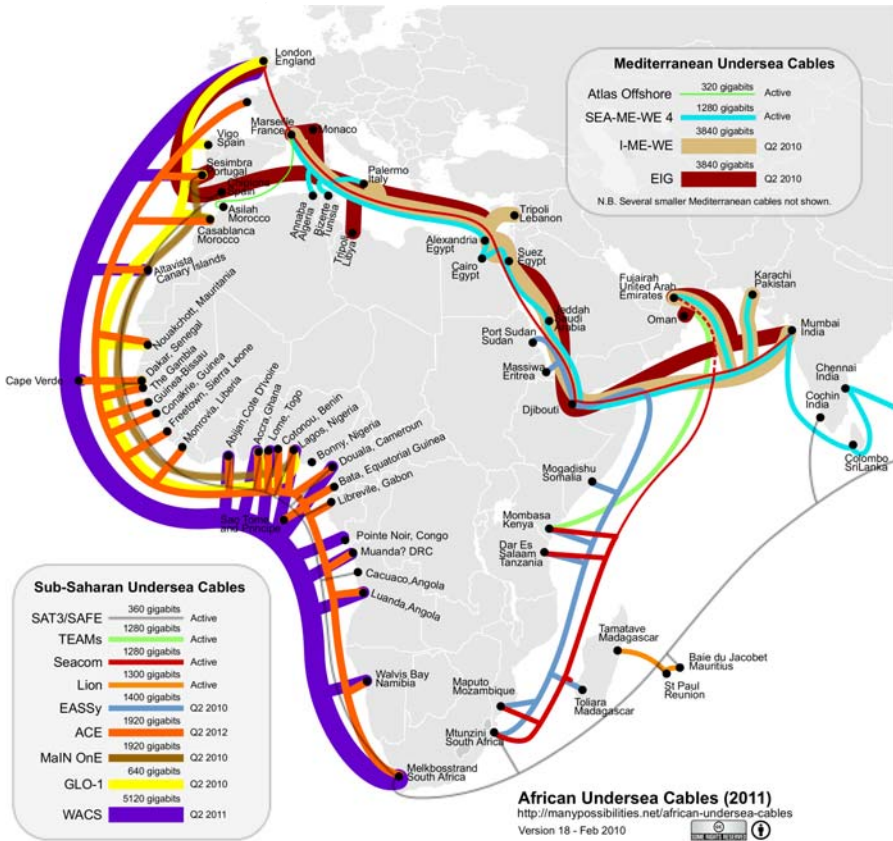 London
England
Mediterranean Undersea Cables
Atlas Offshore
320 gigabits
Active
SEA-ME-WE 4
1280 gigabits
Active
I-ME-WE
3840 gigabits
Q2 2010
EIG
3840 gigabits
Q2 2010
N.B. Several smaller Mediterranean cables not shown.
Marseille
France
Monaco
Vigo
Spain
Sesimbra
Portugal
Spain
Asilah
Morocco
Casablanca
Morocco
Palermo
Italy
Annaba
Algeria
Bizerte
Tunisia
Tripoli
Libya
Tripoli
Lebanon
Alexandria
Egypt
Cairo
Egypt
Suez
Egypt
Jeddah
Saudi
Arabia
Port Sudan
Sudan
Massiwa
Eritrea
Djibouti
Fujairah
United Arab
Emirates
Oman
Karachi
Pakistan
Mumbai
India
Chennai
India
Cochin
India
Colombo
SriLanka
Altavista
Canary Islands
Nouakchott, Mauritania
Cape Verde
Dakar, Senegal
The Gambia
Guinea Bissau
Conakrie, Guinea
Freetown, Sierra Leone
Monrovia, Liberia
Abijan,Cote D'Ivoire
Accra,Ghana
Lome, Togo
Cotonou, Benin
Lagos, Nigeria
Bonny, Nigeria
Douala, Cameroun
Bata, Equatorial Guinea
Libreville, Gabon
Sao Tome
and Principe
Pointe Noir, Congo
Muanda? DRC
Cacuaco,Angola
Luanda,Angola
Walvis Bay
Namibia
Melkbosstrand
South Africa
Mogadishu
Somalia
Mombasa
Kenya
Dar Es
Salaam
Tanzania
Maputo
Mozambique
Mtunzini
South Africa
Toliara
Madagascar
Tamatave
Madagascar
Baie du Jacobet
Mauritius
St Paul
Reunion
Sub-Saharan Undersea Cables
SAT3/SAFE
360 gigabits
Active
TEAMs
1280 gigabits
Active
Seacom
1280 gigabits
Active
Lion
1300 gigabits
Active
EASSy
1400 gigabits
Q2 2010
ACE
1920 gigabits
Q2 2012
MaIN OnE
1920 gigabits
Q2 2010
GLO-1
640 gigabits
Q2 2010
WACS
5120 gigabits
Q2 2011
African Undersea Cables (2011)
http://manypossibilities.net/african-undersea-cables
Version 18 - Feb 2010
cc
SOME RIGHTS RESERVED